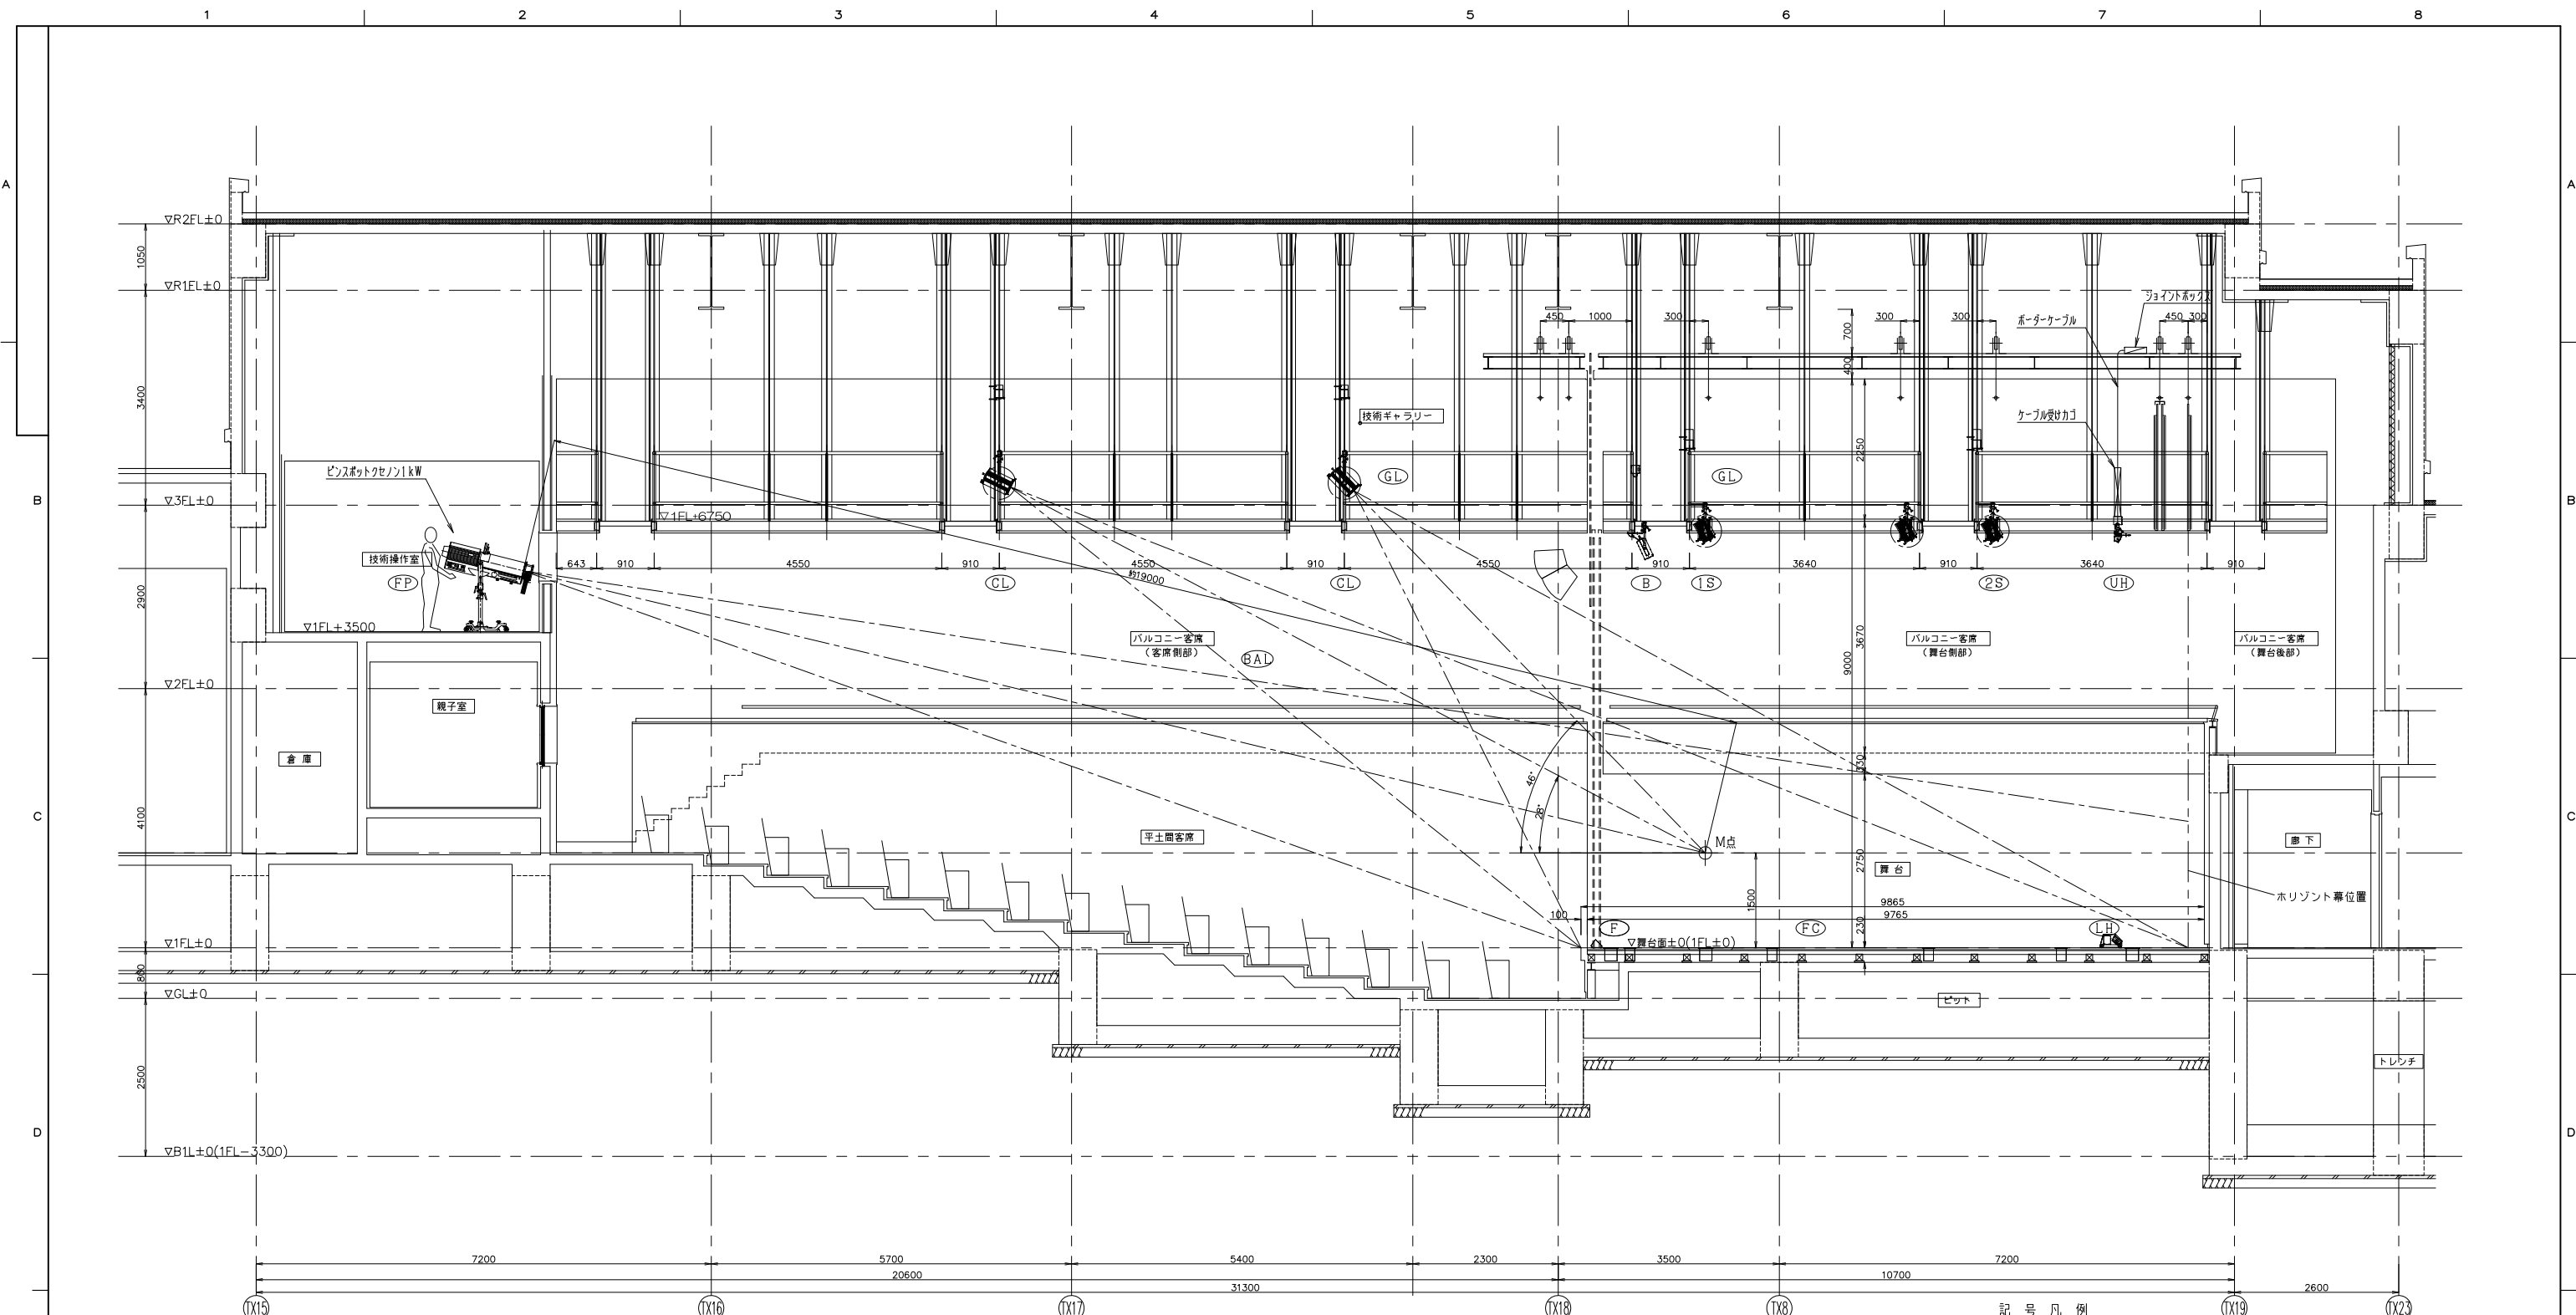 1 2 3 4 5 6 7 8
A A
▽R2FL±0
1050
▽R1FL±0
ジョイントボックス
450 1000 300 300 300 450 300
ボーダーケーブル
700
400
3400
技術ギャラリー
ケーブル受けカゴ
2250
ピンスポットクセノン1kW
GL GL
B B
▽3FL±0
▽1FL+6750
技術操作室
643 910 4550 910 4550 910 4550 910 3640 910 3640 910
FP CL CL B 1S 2S UH
約19000
2900
▽1FL+3500
バルコニー客席
(客席側部)
バルコニー客席
(舞台側部)
バルコニー客席
(舞台後部)
BAL
3670
9000
▽2FL±0
親子室
倉庫
330
46°
28°
C C
4100
平土間客席
M点
廊下
2750
舞台
1500
ホリゾント幕位置
9865
100 9765
230
F FC LH
▽1FL±0
▽舞台面±0(1FL±0)
800
▽GL±0
ピット
トレンチ
2500
D D
▽B1L±0(1FL-3300)
7200 5700 5400 2300 3500 7200
20600 10700
31300 2600
TX15 TX16 TX17 TX18 TX8 TX19 TX23
記号凡例